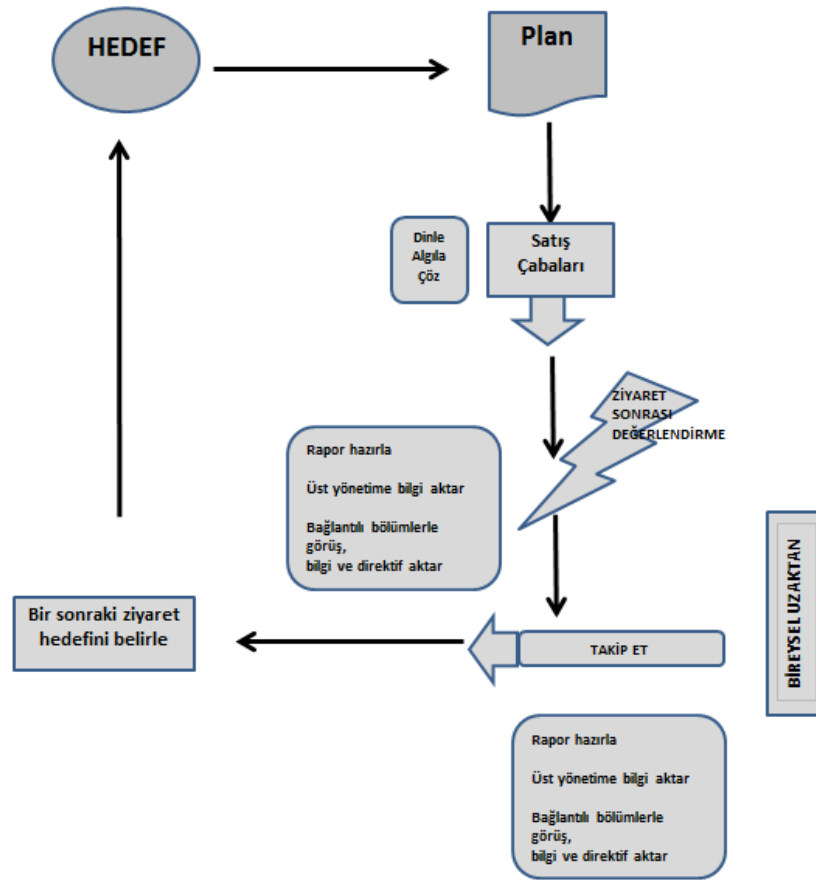 HEDEF
Plan
Dinle
Algıla
Çöz
Satış
Çabaları
ZİYARET
SONRASI
DEĞERLENDİRME
Rapor hazırla
Üst yönetime bilgi aktar
Bağlantılı bölümlerle
görüş,
bilgi ve direktif aktar
Bir sonraki ziyaret
hedefini belirle
TAKİP ET
BİREYSEL UZAKTAN
Rapor hazırla
Üst yönetime bilgi aktar
Bağlantılı bölümlerle
görüş,
bilgi ve direktif aktar